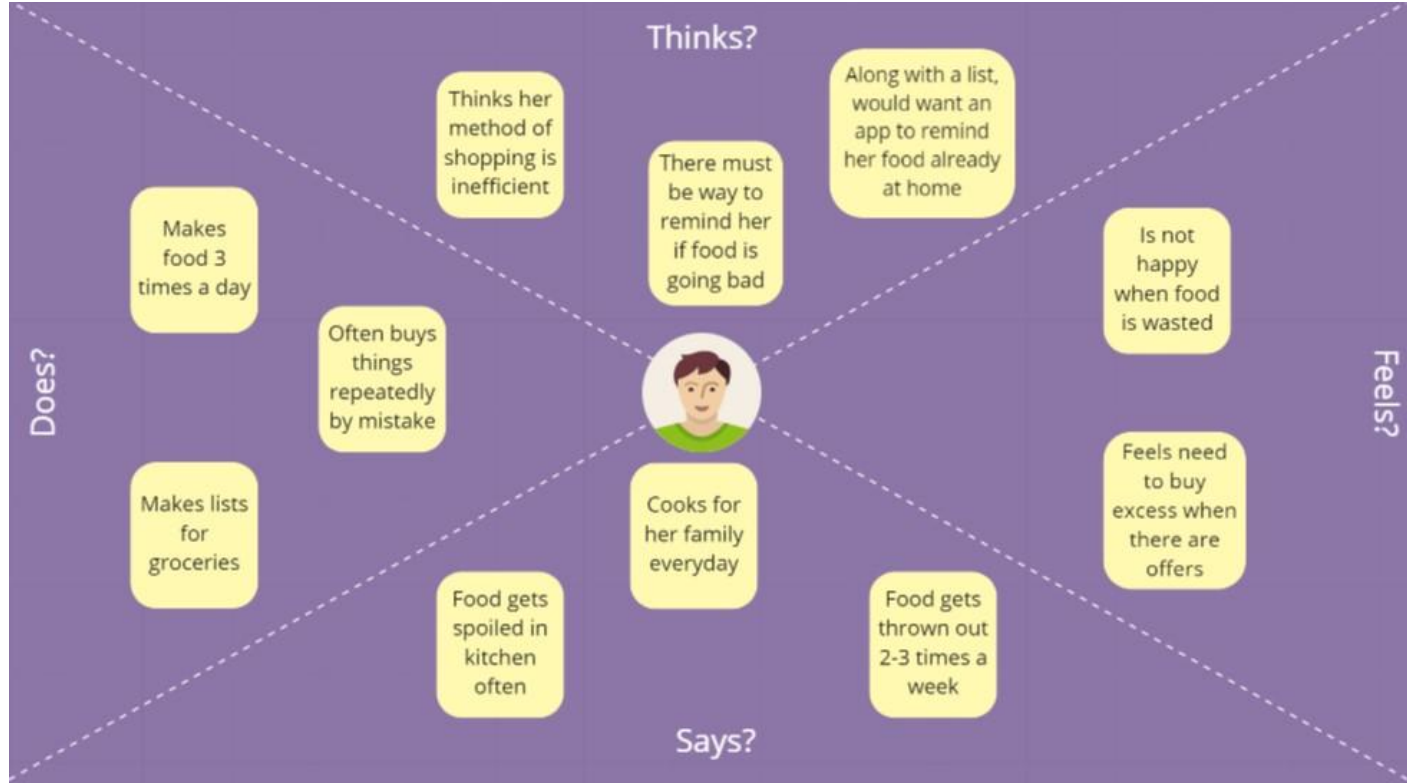 Thinks?
Thinks her
method of
shopping is
inefficient
There must
be way to
remind her
if food is
going bad
Along with a list,
would want an
app to remind
her food already
at home
Does?
Makes
food 3
times a day
Often buys
things
repeatedly
by mistake
Makes lists
for
groceries
Feels?
Is not
happy
when food
is wasted
Feels need
to buy
excess when
there are
offers
Cooks for
her family
everyday
Food gets
spoiled in
kitchen
often
Food gets
thrown out
2-3 times a
week
Says?